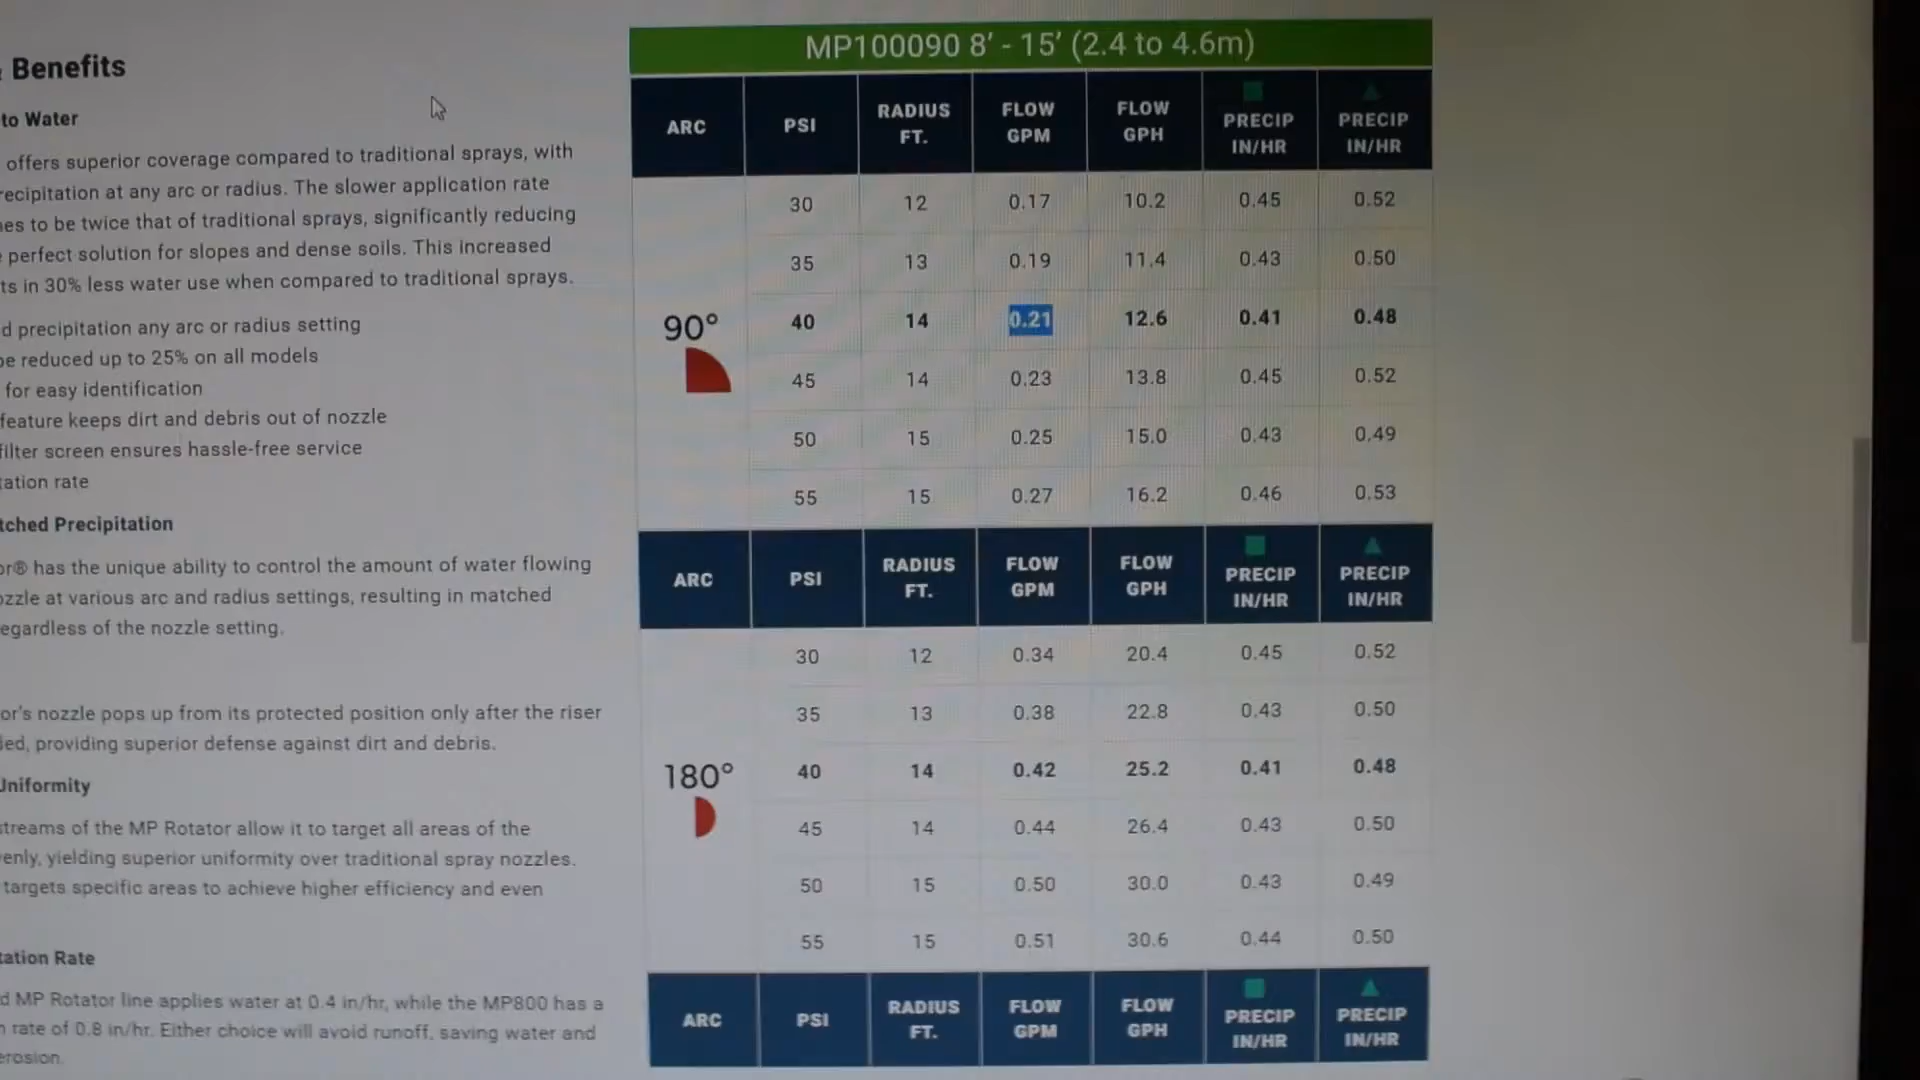 Benefits
to Water
offers superior coverage compared to traditional sprays, with
recipitation at any arc or radius. The slower application rate
nes to be twice that of traditional sprays, significantly reducing
perfect solution for slopes and dense soils. This increased
ts in 30% less water use when compared to traditional sprays.
d precipitation any arc or radius setting
be reduced up to 25% on all models
for easy identification
feature keeps dirt and debris out of nozzle
filter screen ensures hassle-free service
tation rate
tched Precipitation
or® has the unique ability to control the amount of water flowing
ozzle at various arc and radius settings, resulting in matched
egardless of the nozzle setting.
or's nozzle pops up from its protected position only after the riser
ded, providing superior defense against dirt and debris.
Uniformity
streams of the MP Rotator allow it to target all areas of the
venly, yielding superior uniformity over traditional spray nozzles.
targets specific areas to achieve higher efficiency and even
tation Rate
d MP Rotator line applies water at 0.4 in/hr, while the MP800 has a
n rate of 0.8 in/hr. Either choice will avoid runoff, saving water and
erosion.
MP100090 8' - 15' (2.4 to 4.6m)
ARC PSI RADIUS FT. FLOW GPM FLOW GPH PRECIP IN/HR PRECIP IN/HR
90°
30 12 0.17 10.2 0.45 0.52
35 13 0.19 11.4 0.43 0.50
40 14 0.21 12.6 0.41 0.48
45 14 0.23 13.8 0.45 0.52
50 15 0.25 15.0 0.43 0.49
55 15 0.27 16.2 0.46 0.53
ARC PSI RADIUS FT. FLOW GPM FLOW GPH PRECIP IN/HR PRECIP IN/HR
180°
30 12 0.34 20.4 0.45 0.52
35 13 0.38 22.8 0.43 0.50
40 14 0.42 25.2 0.41 0.48
45 14 0.44 26.4 0.43 0.50
50 15 0.50 30.0 0.43 0.49
55 15 0.51 30.6 0.44 0.50
ARC PSI RADIUS FT. FLOW GPM FLOW GPH PRECIP IN/HR PRECIP IN/HR